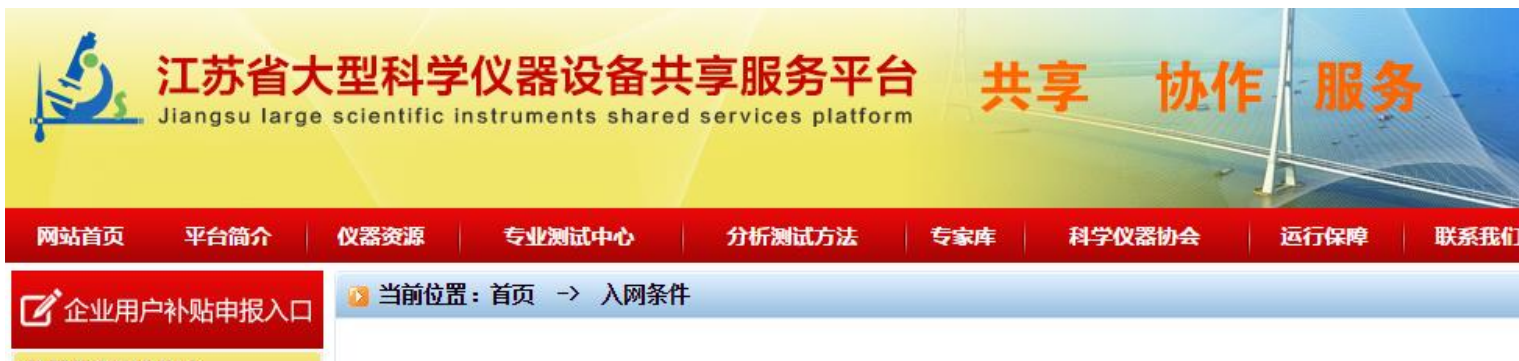 江苏省大型科学仪器设备共享服务平台
Jiangsu large scientific instruments shared services platform
共享 协作 服务
网站首页 平台简介 仪器资源 专业测试中心 分析测试方法 专家库 科学仪器协会 运行保障 联系我们
企业用户补贴申报入口
当前位置：首页 -> 入网条件